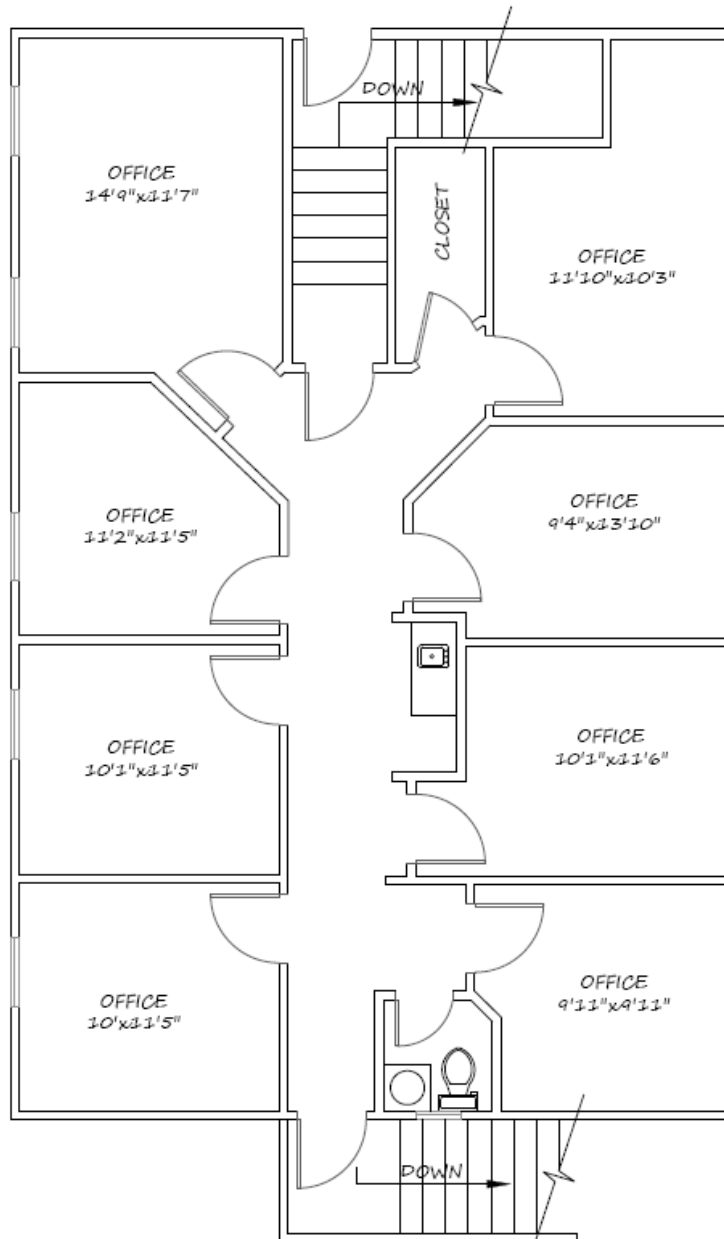 DOWN
OFFICE
14'9"x11'7"
CLOSET
OFFICE
11'10"x10'3"
OFFICE
11'2"x11'5"
OFFICE
9'4"x13'10"
OFFICE
10'1"x11'5"
OFFICE
10'1"x11'6"
OFFICE
10'x11'5"
OFFICE
9'11"x9'11"
DOWN